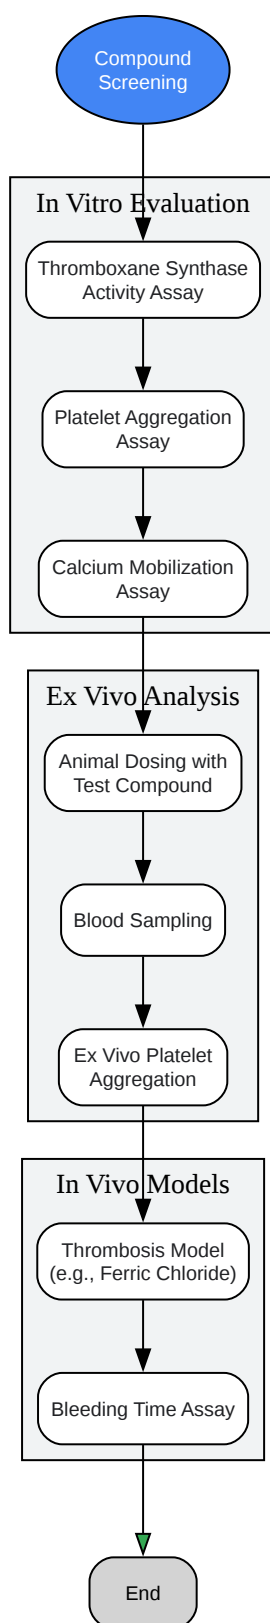 Compound
Screening
In Vitro Evaluation
Thromboxane Synthase
Activity Assay
Platelet Aggregation
Assay
Calcium Mobilization
Assay
Ex Vivo Analysis
Animal Dosing with
Test Compound
Blood Sampling
Ex Vivo Platelet
Aggregation
In Vivo Models
Thrombosis Model
(e.g., Ferric Chloride)
Bleeding Time Assay
End